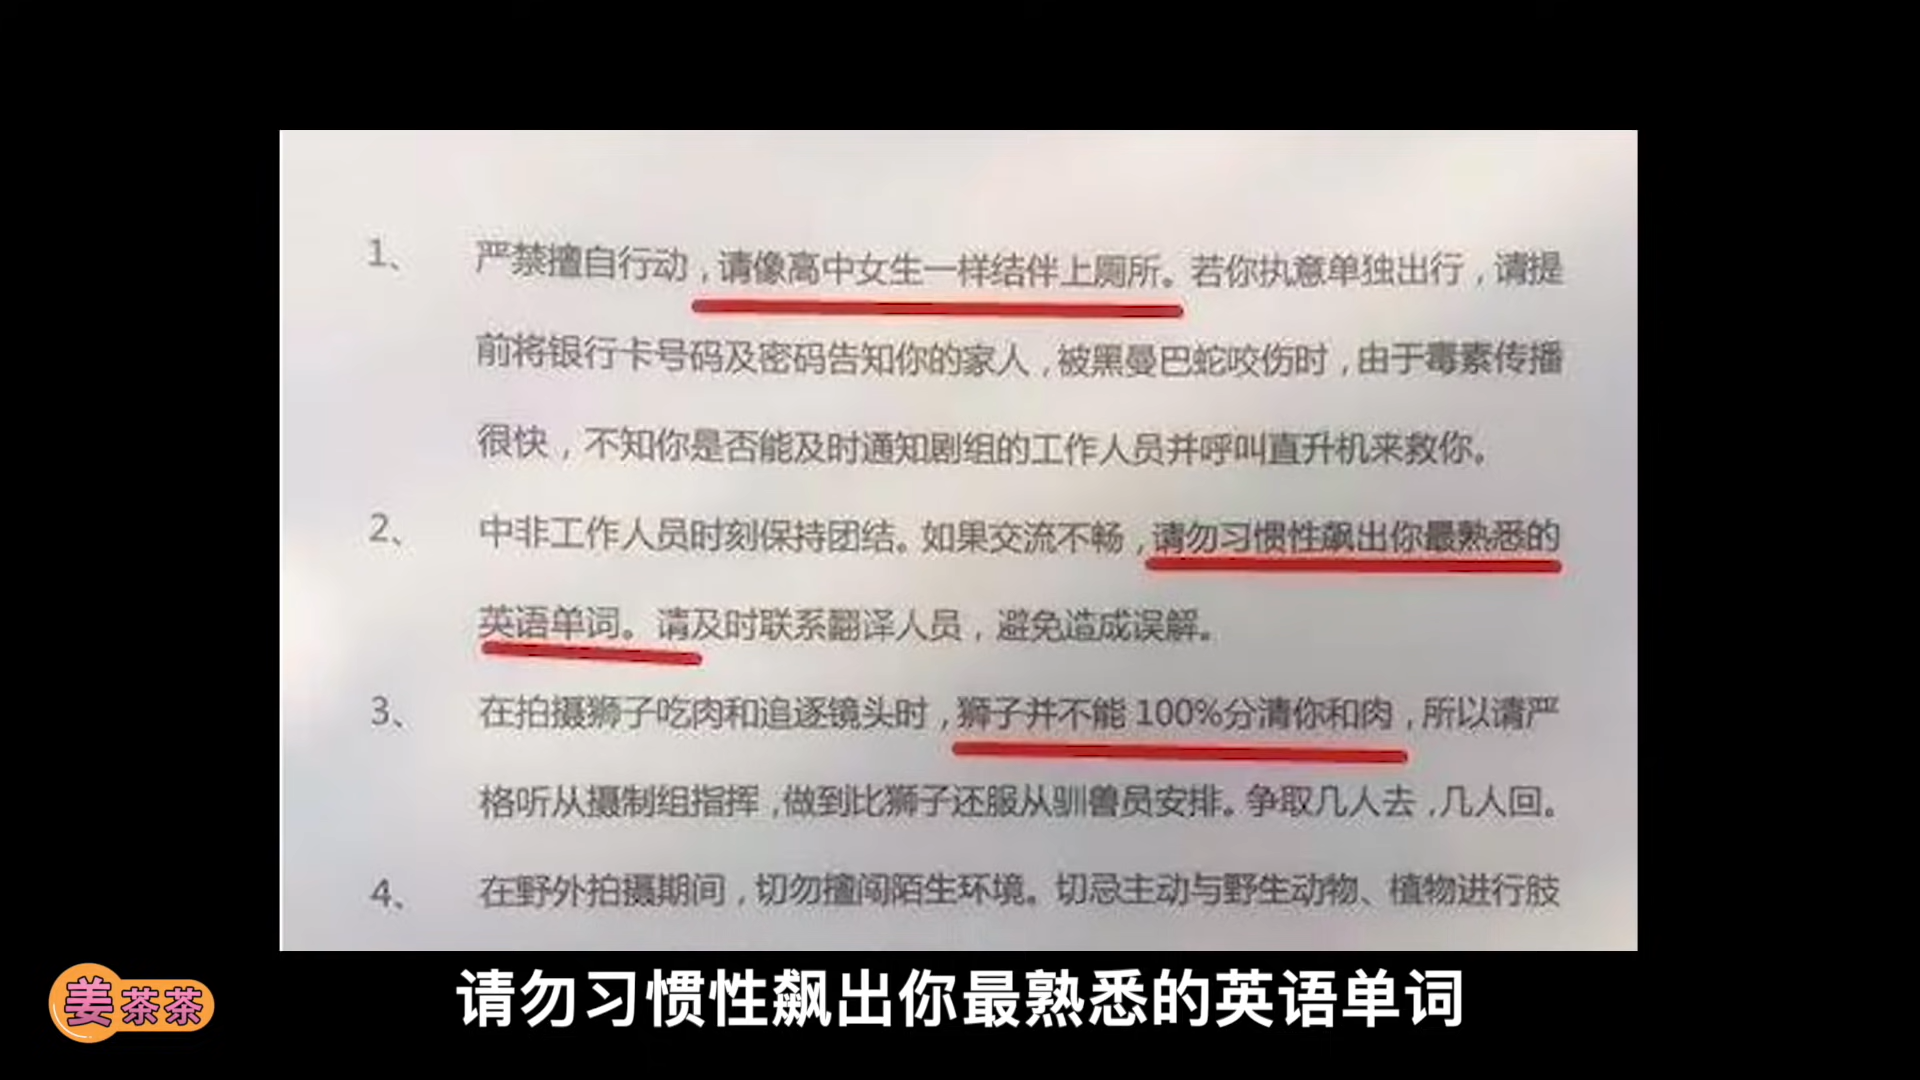 1、 严禁擅自行动，请像高中女生一样结伴上厕所。若你执意单独出行，请提
前将银行卡号码及密码告知你的家人，被黑曼巴蛇咬伤时，由于毒素传播
很快，不知你是否能及时通知剧组的工作人员并呼叫直升机来救你。
2、 中非工作人员时刻保持团结。如果交流不畅，请勿习惯性飙出你最熟悉的
英语单词。请及时联系翻译人员，避免造成误解。
3、 在拍摄狮子吃肉和追逐镜头时，狮子并不能100%分清你和肉，所以请严
格听从摄制组指挥，做到比狮子还服从驯兽员安排。争取几人去，几人回。
4、 在野外拍摄期间，切勿擅闯陌生环境。切忌主动与野生动物、植物进行肢
姜茶茶
请勿习惯性飙出你最熟悉的英语单词